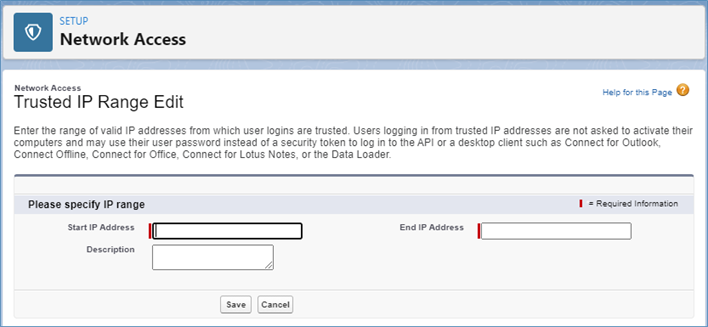 SETUP
Network Access
Network Access
Trusted IP Range Edit
Help for this Page ?
Enter the range of valid IP addresses from which user logins are trusted. Users logging in from trusted IP addresses are not asked to activate their
computers and may use their user password instead of a security token to log in to the API or a desktop client such as Connect for Outlook,
Connect Offline, Connect for Office, Connect for Lotus Notes, or the Data Loader.
Please specify IP range
= Required Information
Start IP Address
End IP Address
Description
Save Cancel